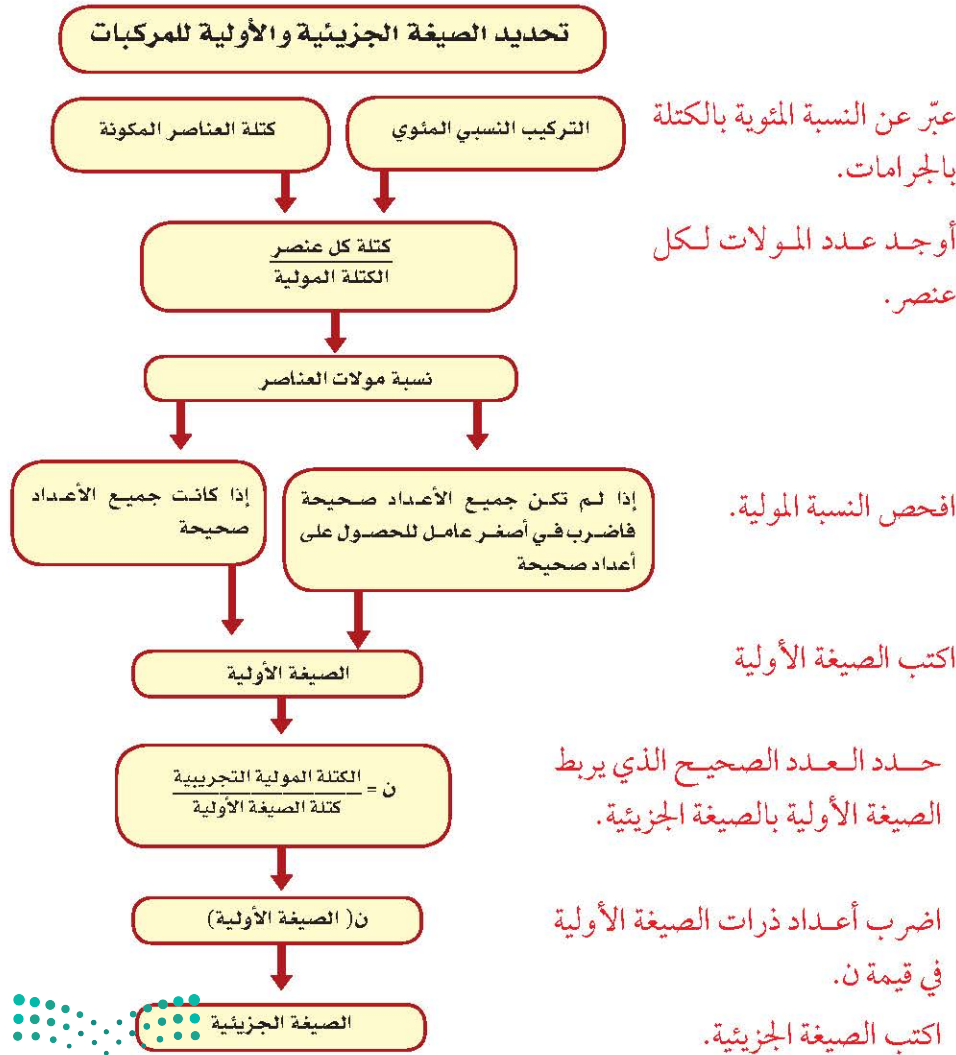 تحديد الصيغة الجزيئية والأولية للمركبات
عبّر عن النسبة المئوية بالكتلة
بالجرامات.
التركيب النسبي المئوي
كتلة العناصر المكونة
أوجد عدد المولات لكل
عنصر.
كتلة كل عنصر
الكتلة المولية
نسبة مولات العناصر
افحص النسبة المولية.
إذا لم تكن جميع الأعداد صحيحة
فاضرب في أصغر عامل للحصول على
أعداد صحيحة
إذا كانت جميع الأعداد
صحيحة
اكتب الصيغة الأولية
الصيغة الأولية
حدد العدد الصحيح الذي يربط
الصيغة الأولية بالصيغة الجزيئية.
ن = الكتلة المولية التجريبية
كتلة الصيغة الأولية
اضرب أعداد ذرات الصيغة الأولية
في قيمة ن.
ن( الصيغة الأولية)
اكتب الصيغة الجزيئية.
الصيغة الجزيئية